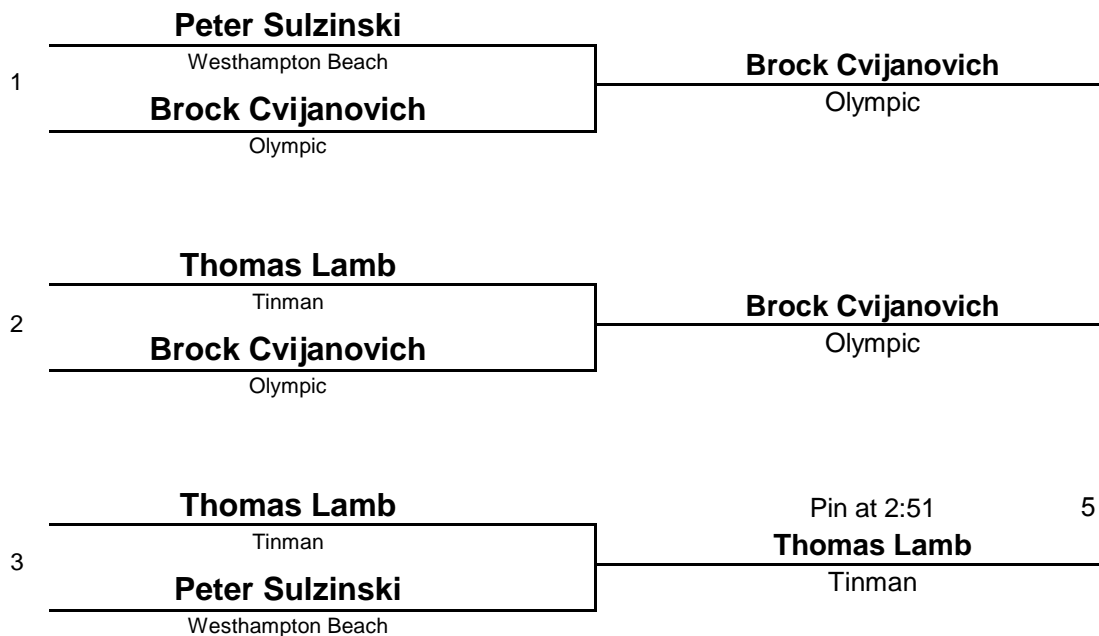 Peter Sulzinski
Westhampton Beach
1
Brock Cvijanovich
Olympic
Brock Cvijanovich
Olympic
Thomas Lamb
Tinman
2
Brock Cvijanovich
Olympic
Brock Cvijanovich
Olympic
Thomas Lamb
Tinman
3
Peter Sulzinski
Westhampton Beach
Pin at 2:51 5
Thomas Lamb
Tinman